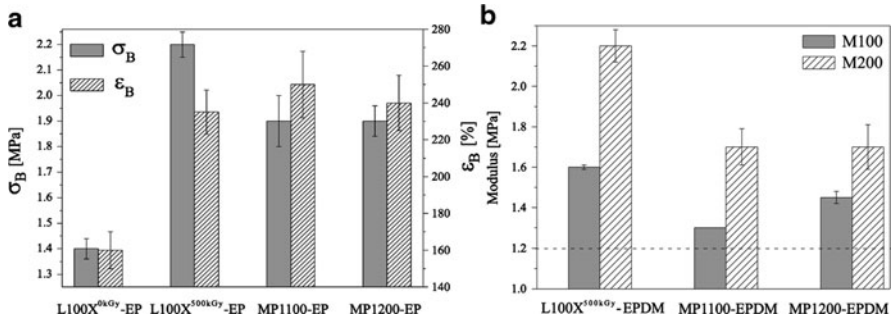 a
σB
εB
σB [MPa]
2.2
2.1
2.0
1.9
1.8
1.7
1.6
1.5
1.4
1.3
280
260
240
220
200
180
160
140
εB [%]
L100X⁰ᵏᴳʸ-EP
L100X⁵⁰⁰ᵏᴳʸ-EP
MP1100-EP
MP1200-EP
b
M100
M200
Modulus [MPa]
2.2
2.0
1.8
1.6
1.4
1.2
1.0
L100X⁵⁰⁰ᵏᴳʸ-EPDM
MP1100-EPDM
MP1200-EPDM